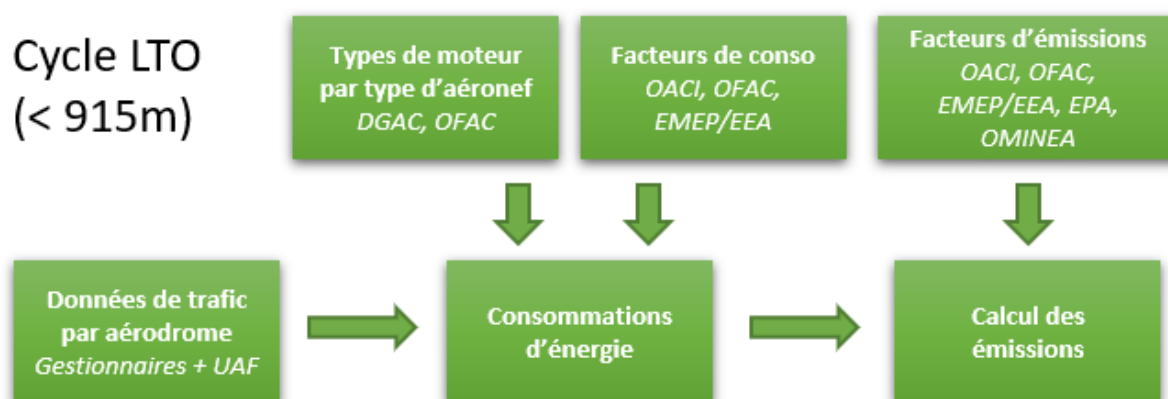 Cycle LTO
(< 915m)
Types de moteur
par type d’aéronef
DGAC, OFAC
Facteurs de conso
OACI, OFAC,
EMEP/EEA
Facteurs d’émissions
OACI, OFAC,
EMEP/EEA, EPA,
OMINEA
Données de trafic
par aérodrome
Gestionnaires + UAF
Consommations
d’énergie
Calcul des
émissions